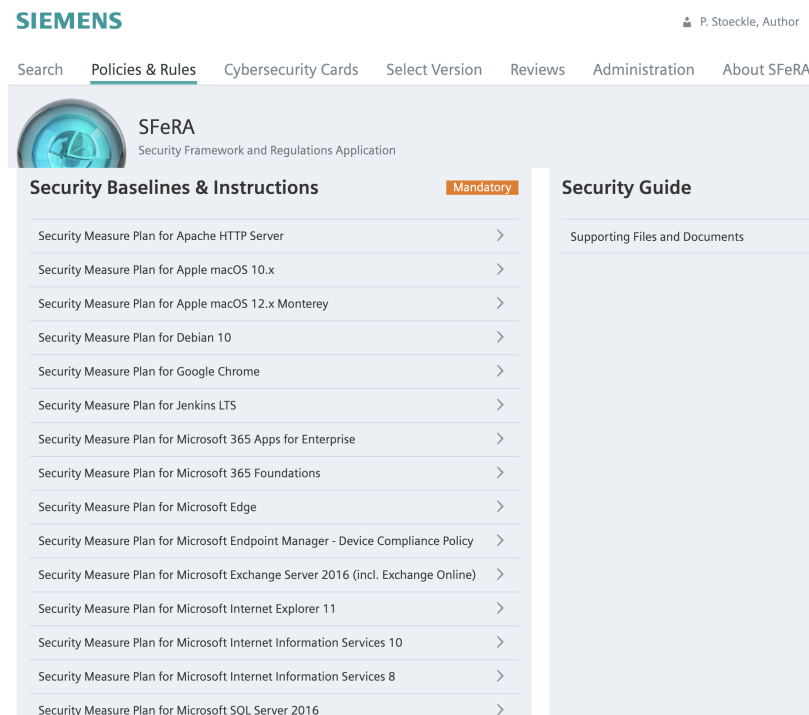 SIEMENS
P. Stoeckle, Author
Search Policies & Rules Cybersecurity Cards Select Version Reviews Administration About SFeRA
SFeRA
Security Framework and Regulations Application
Security Baselines & Instructions Mandatory
Security Measure Plan for Apache HTTP Server
Security Measure Plan for Apple macOS 10.x
Security Measure Plan for Apple macOS 12.x Monterey
Security Measure Plan for Debian 10
Security Measure Plan for Google Chrome
Security Measure Plan for Jenkins LTS
Security Measure Plan for Microsoft 365 Apps for Enterprise
Security Measure Plan for Microsoft 365 Foundations
Security Measure Plan for Microsoft Edge
Security Measure Plan for Microsoft Endpoint Manager - Device Compliance Policy
Security Measure Plan for Microsoft Exchange Server 2016 (incl. Exchange Online)
Security Measure Plan for Microsoft Internet Explorer 11
Security Measure Plan for Microsoft Internet Information Services 10
Security Measure Plan for Microsoft Internet Information Services 8
Security Measure Plan for Microsoft SQL Server 2016
Security Guide
Supporting Files and Documents